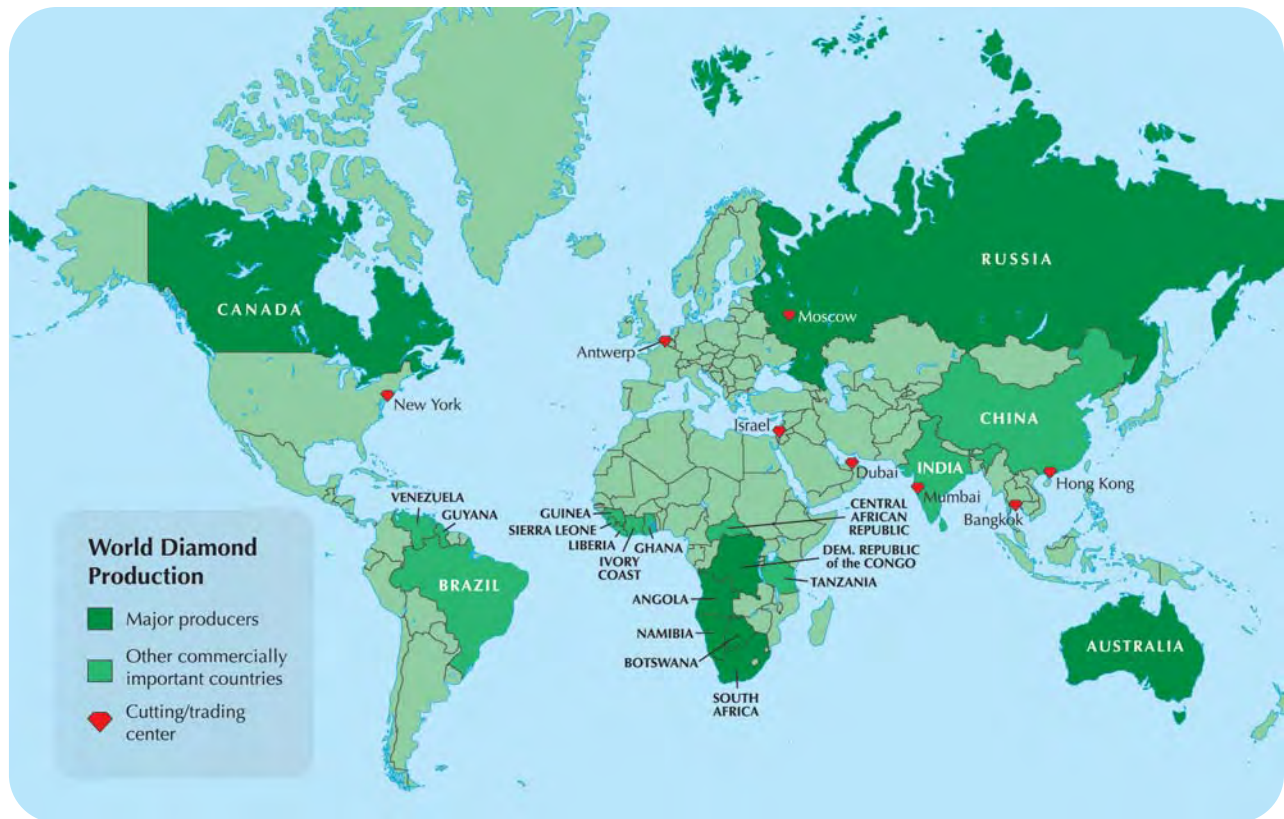 RUSSIA
CANADA
Moscow
Antwerp
New York
CHINA
Israel
Dubai
INDIA
Hong Kong
Mumbai
Bangkok
VENEZUELA
GUYANA
GUINEA
SIERRA LEONE
LIBERIA
IVORY
COAST
GHANA
CENTRAL
AFRICAN
REPUBLIC
DEM. REPUBLIC
of the CONGO
TANZANIA
BRAZIL
ANGOLA
NAMIBIA
BOTSWANA
SOUTH
AFRICA
AUSTRALIA
World Diamond
Production
Major producers
Other commercially
important countries
Cutting/trading
center